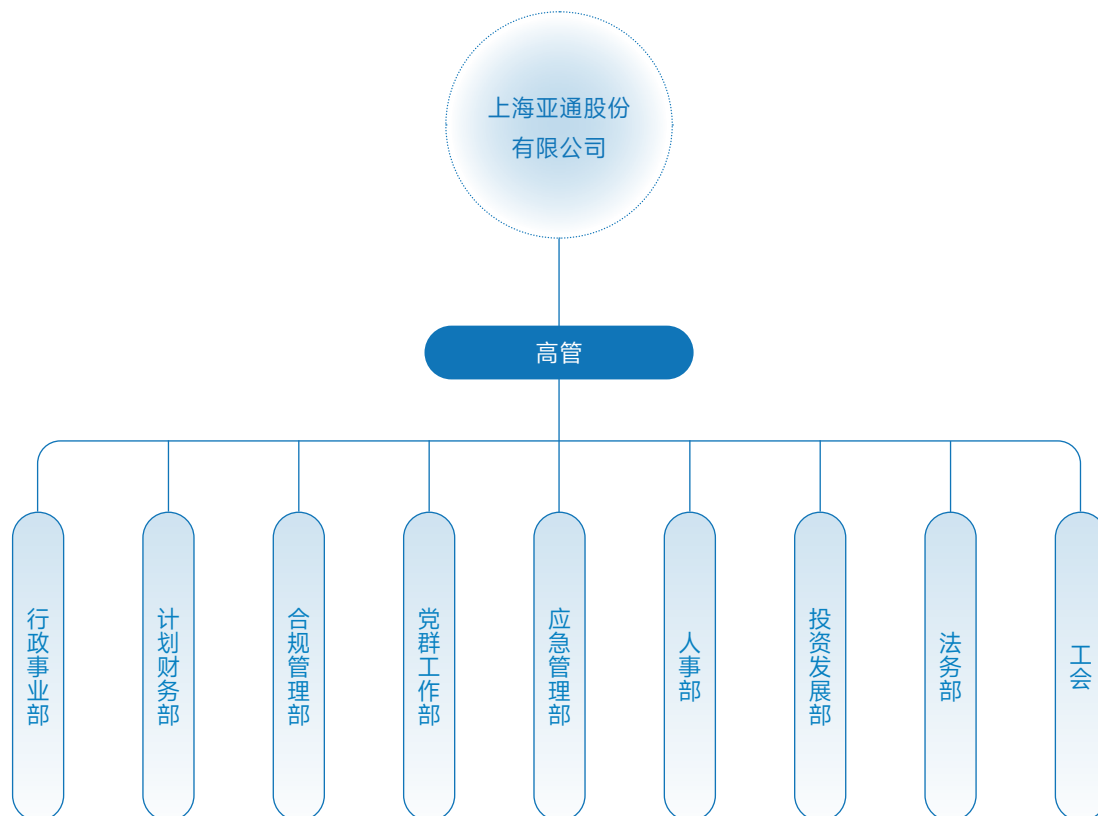 上海亚通股份
有限公司
高管
行政事业部
计划财务部
合规管理部
党群工作部
应急管理部
人事部
投资发展部
法务部
工会